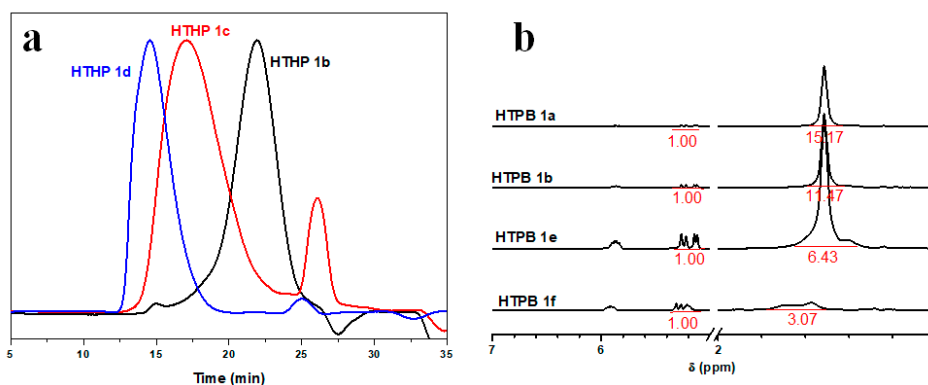 a
HTHP 1d
HTHP 1c
HTHP 1b
5 10 15 20 25 30 35
Time (min)
b
HTPB 1a
1.00 15.17
HTPB 1b
1.00 11.47
HTPB 1e
1.00 6.43
HTPB 1f
1.00 3.07
7 6 2
δ (ppm)